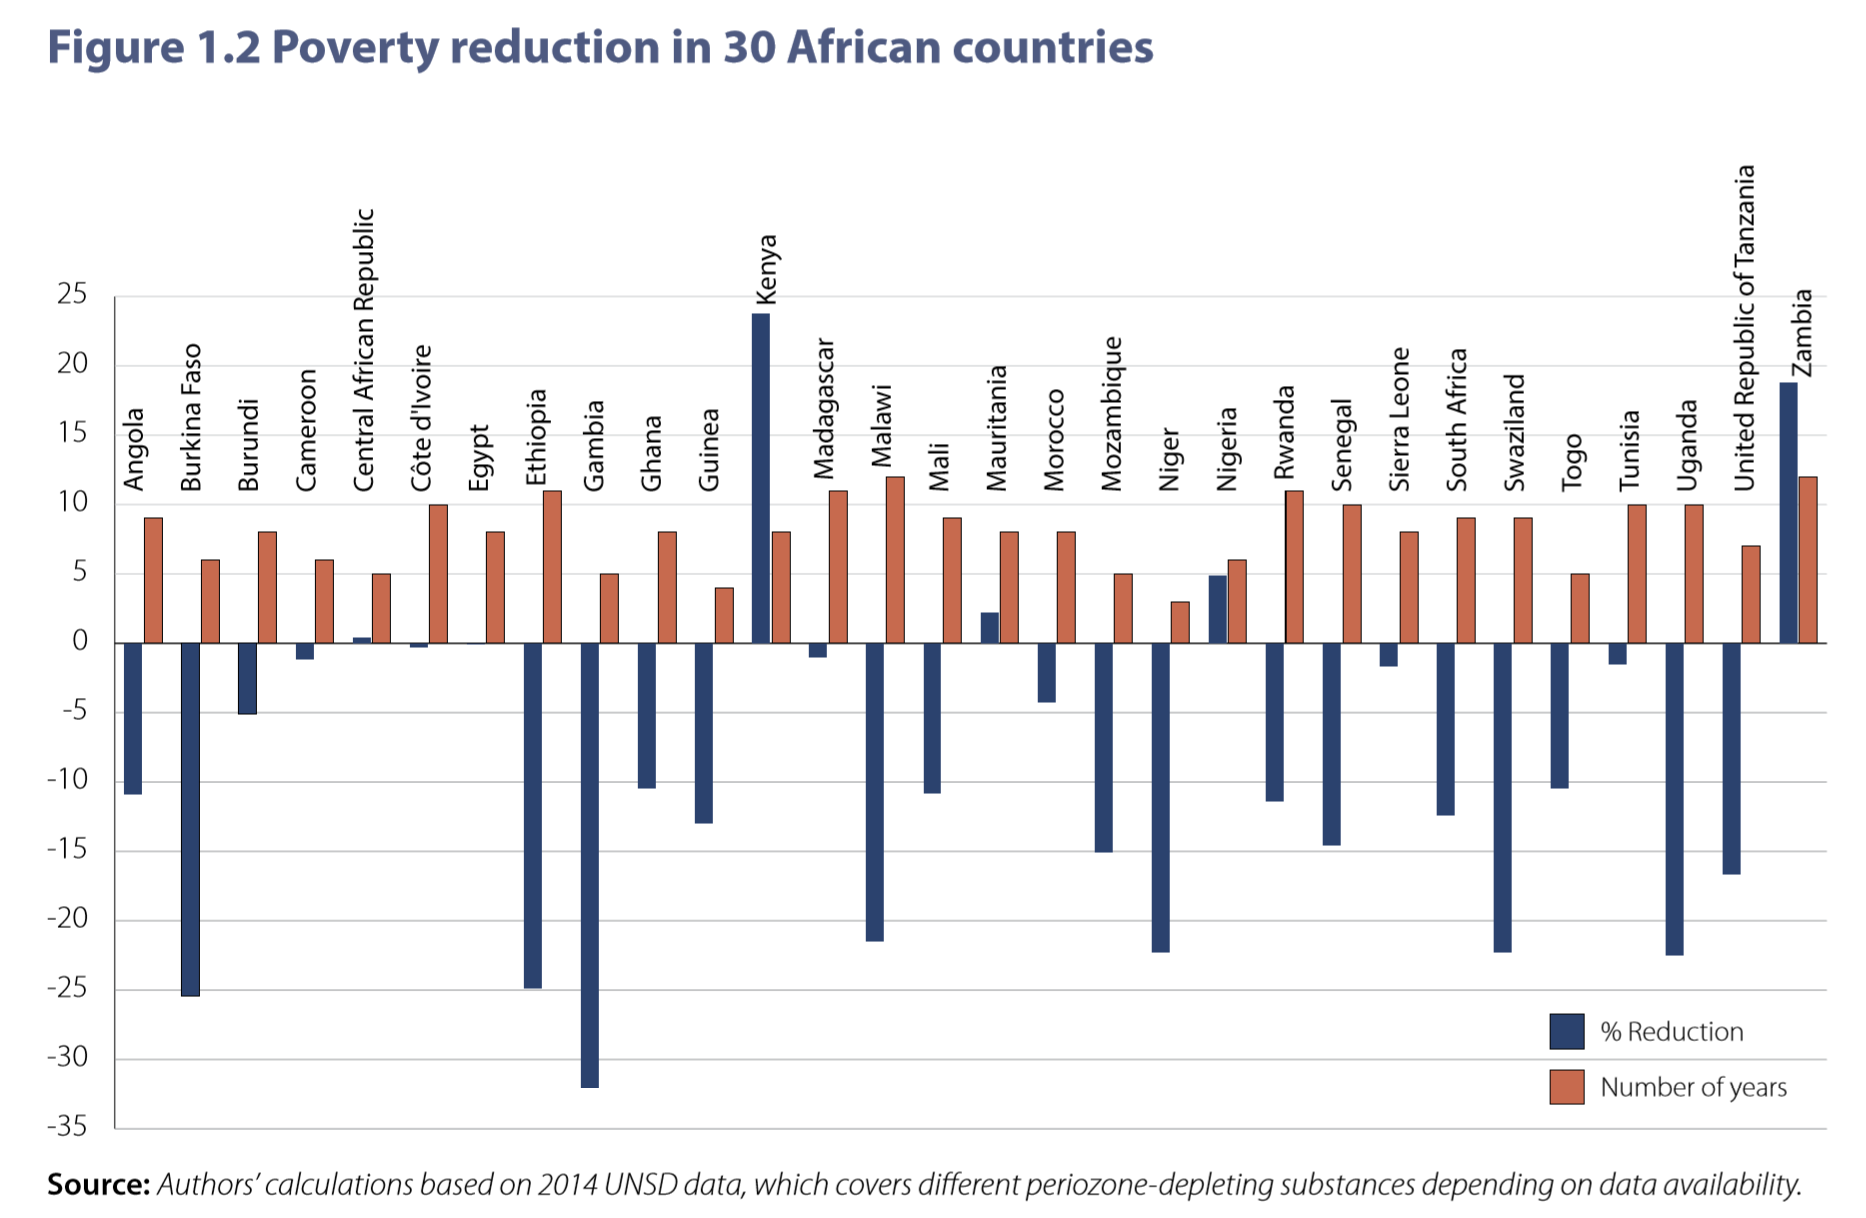 Figure 1.2 Poverty reduction in 30 African countries
25
20
15
10
5
0
-5
-10
-15
-20
-25
-30
-35
Angola
Burkina Faso
Burundi
Cameroon
Central African Republic
Côte d'Ivoire
Egypt
Ethiopia
Gambia
Ghana
Guinea
Kenya
Madagascar
Malawi
Mali
Mauritania
Morocco
Mozambique
Niger
Nigeria
Rwanda
Senegal
Sierra Leone
South Africa
Swaziland
Togo
Tunisia
Uganda
United Republic of Tanzania
Zambia
% Reduction
Number of years
Source: Authors’ calculations based on 2014 UNSD data, which covers different periozone-depleting substances depending on data availability.